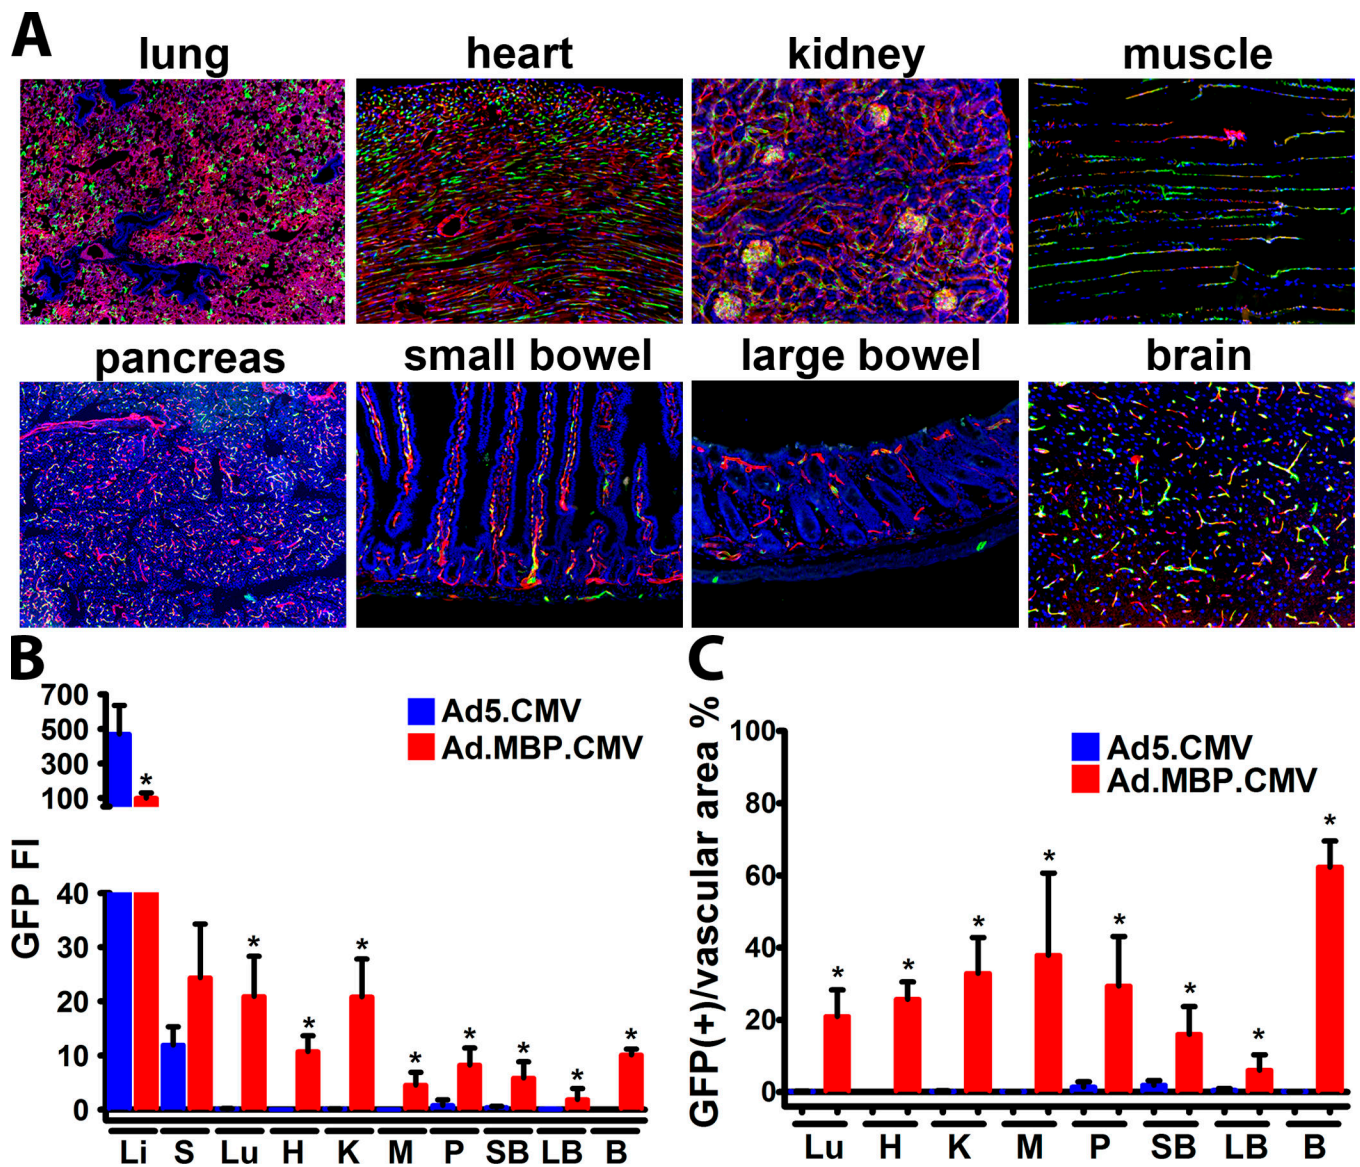 A
lung heart kidney muscle
pancreas small bowel large bowel brain
B
700
500
300
100
40
30
20
10
0
GFP FI
Ad5.CMV
Ad.MBP.CMV
* * * * * * * * *
Li S Lu H K M P SB LB B
C
100
80
60
40
20
0
GFP(+)/vascular area %
Ad5.CMV
Ad.MBP.CMV
* * * * * * * *
Lu H K M P SB LB B